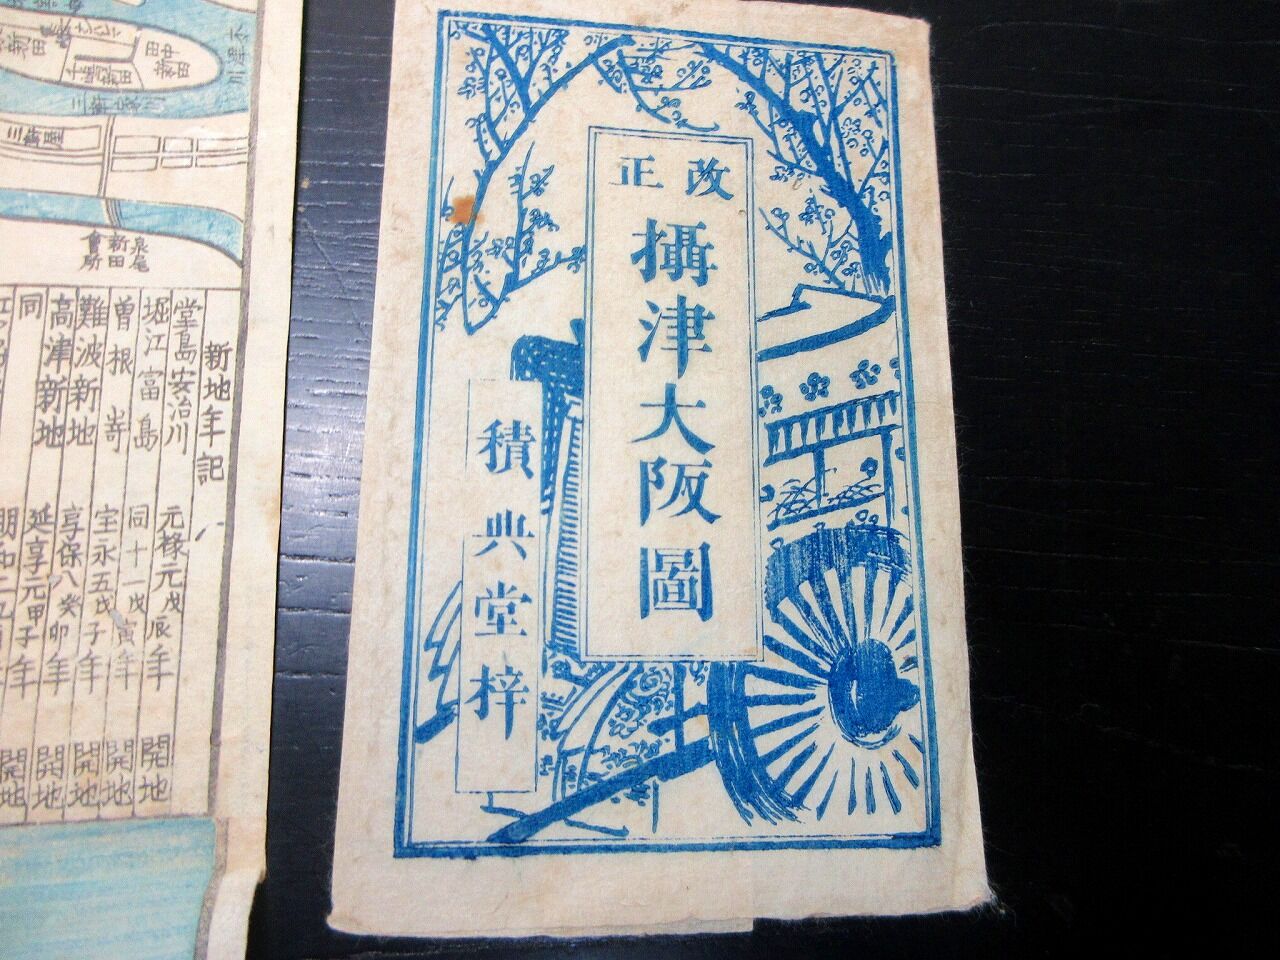 改正
攝津大阪圖
積典堂梓
新地年記
堂島安治川 元禄元戊辰年 開地
堀江富島 同十一戊寅年 開地
曽根嵜 宝永五戊子年 開地
難波新地 享保八癸卯年 開地
高津新地 延享元甲子年 開地
同 明和二
泉尾
新田
會所